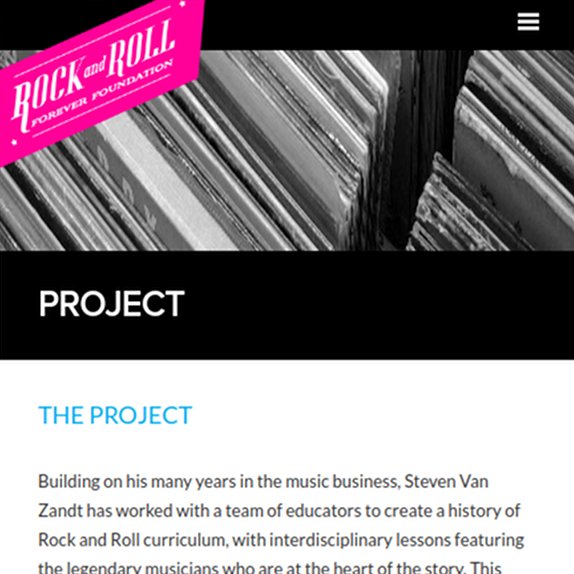 ROCK and ROLL
FOREVER FOUNDATION
PROJECT
THE PROJECT
Building on his many years in the music business, Steven Van
Zandt has worked with a team of educators to create a history of
Rock and Roll curriculum, with interdisciplinary lessons featuring
the legendary musicians who are at the heart of the story. This